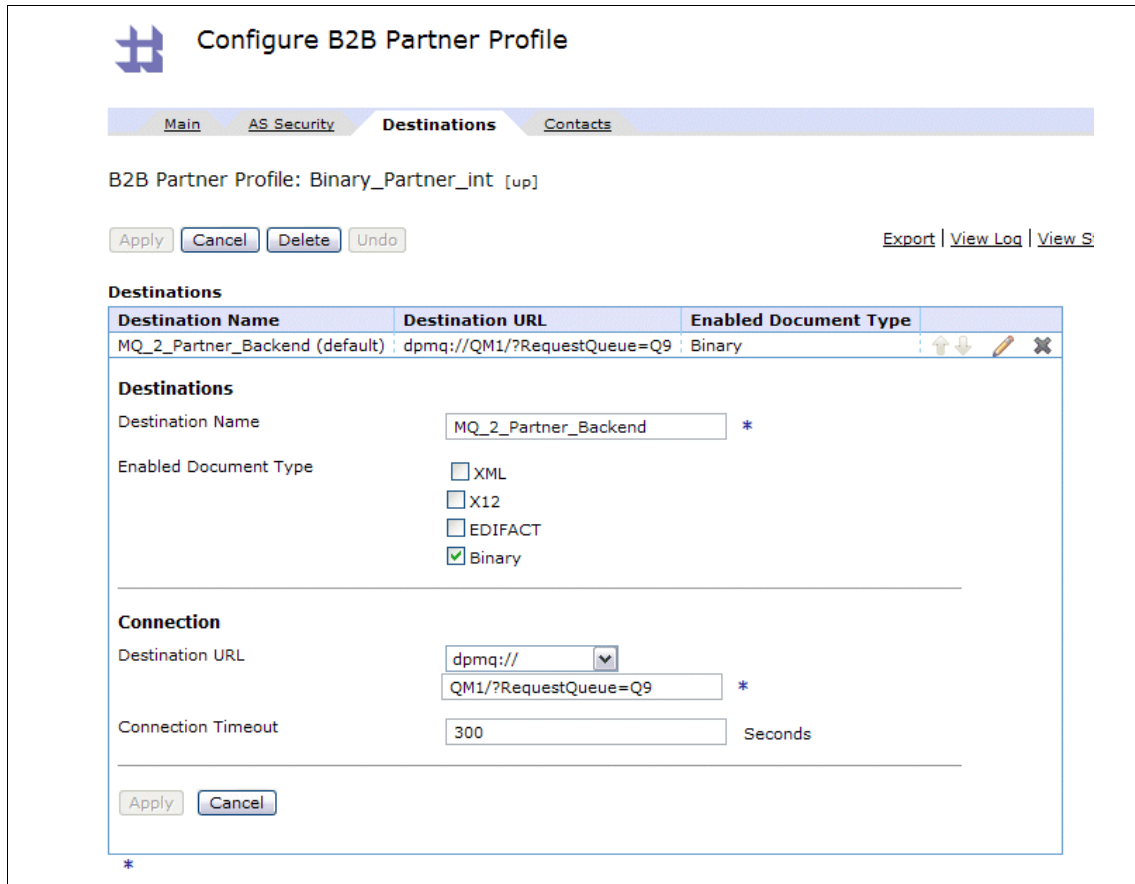 Configure B2B Partner Profile
Main AS Security Destinations Contacts
B2B Partner Profile: Binary_Partner_int [up]
Apply Cancel Delete Undo Export | View Log | View S
Destinations
Destination Name Destination URL Enabled Document Type
MQ_2_Partner_Backend (default) dpmq://QM1/?RequestQueue=Q9 Binary
Destinations
Destination Name MQ_2_Partner_Backend *
Enabled Document Type XML
X12
EDIFACT
Binary
Connection
Destination URL dpmq://
QM1/?RequestQueue=Q9 *
Connection Timeout 300 Seconds
Apply Cancel
*